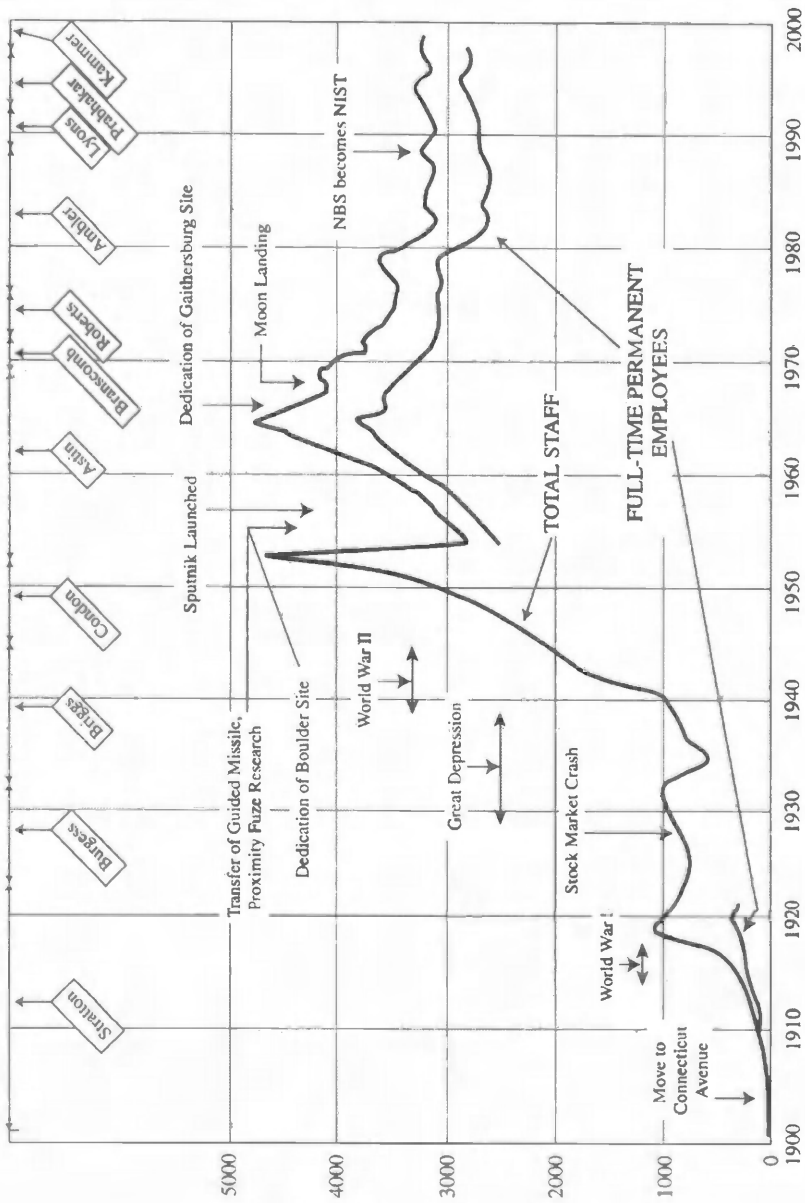 Stratton
Burgess
Briggs
Condon
Astin
Branscomb
Roberts
Ambler
Lyons
Prabhakar
Kammer
5000
4000
3000
2000
1000
0
Transfer of Guided Missile,
Proximity Fuze Research
Dedication of Boulder Site
Sputnik Launched
Dedication of Gaithersburg Site
Moon Landing
NBS becomes NIST
World War II
Great Depression
Stock Market Crash
World War I
Move to
Connecticut
Avenue
TOTAL STAFF
FULL-TIME PERMANENT
EMPLOYEES
1900
1910
1920
1930
1940
1950
1960
1970
1980
1990
2000